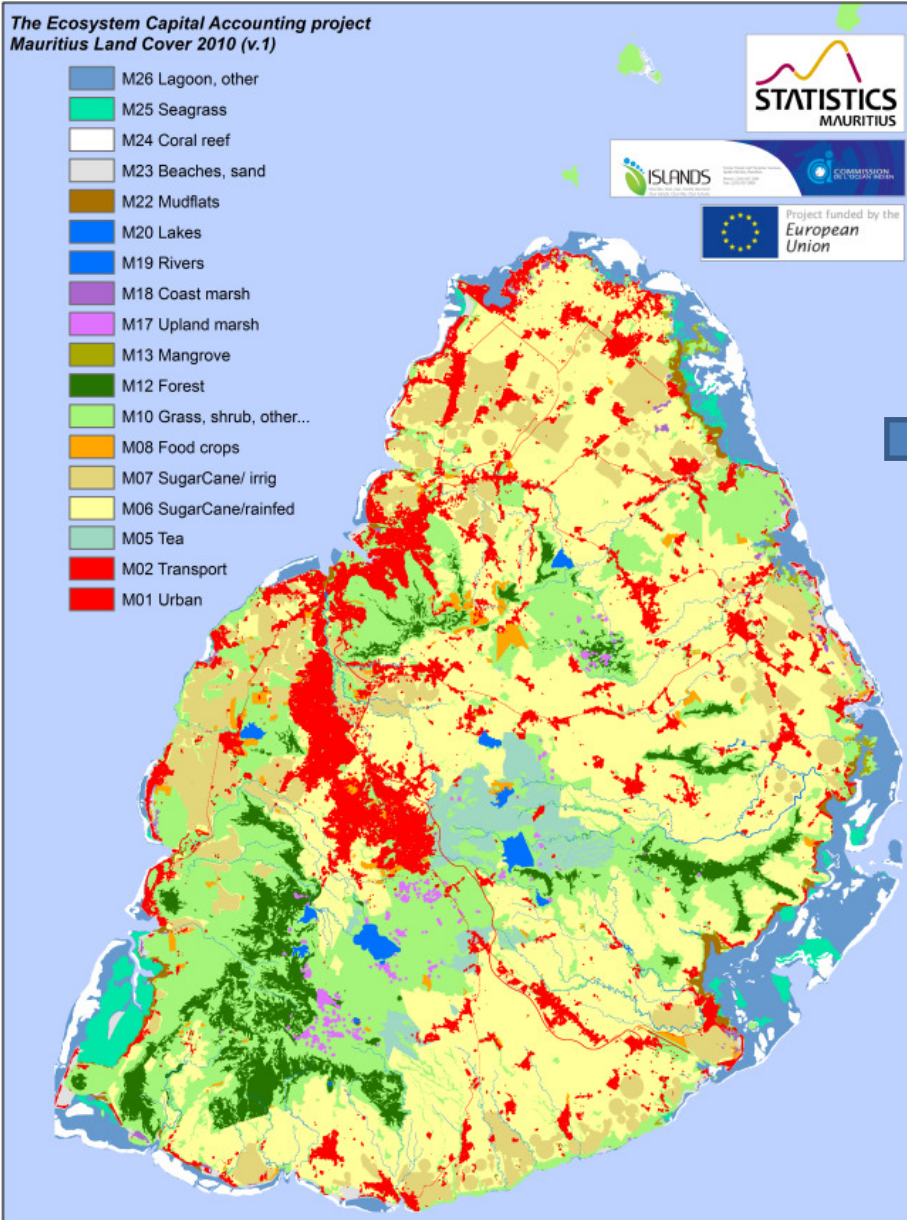 The Ecosystem Capital Accounting project
Mauritius Land Cover 2010 (v.1)
M26 Lagoon, other
M25 Seagrass
M24 Coral reef
M23 Beaches, sand
M22 Mudflats
M20 Lakes
M19 Rivers
M18 Coast marsh
M17 Upland marsh
M13 Mangrove
M12 Forest
M10 Grass, shrub, other...
M08 Food crops
M07 SugarCane/ irrig
M06 SugarCane/rainfed
M05 Tea
M02 Transport
M01 Urban
STATISTICS
MAURITIUS
ISLANDS
COMMISSION
DE L'OCEAN INDIEN
Project funded by the
European
Union